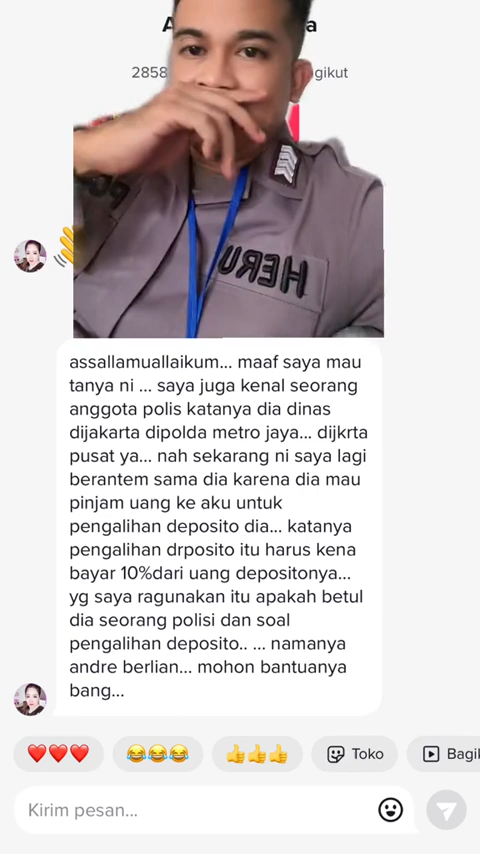 A
a
2858
gikut
HERU
assallamuallaikum... maaf saya mau
tanya ni ... saya juga kenal seorang
anggota polis katanya dia dinas
dijakarta dipolda metro jaya... dijkrta
pusat ya... nah sekarang ni saya lagi
berantem sama dia karena dia mau
pinjam uang ke aku untuk
pengalihan deposito dia... katanya
pengalihan drposito itu harus kena
bayar 10%dari uang depositonya...
yg saya ragunakan itu apakah betul
dia seorang polisi dan soal
pengalihan deposito.. ... namanya
andre berlian... mohon bantuanya
bang...
❤️❤️❤️
😂😂😂
👍👍👍
Toko
Bagik
Kirim pesan...